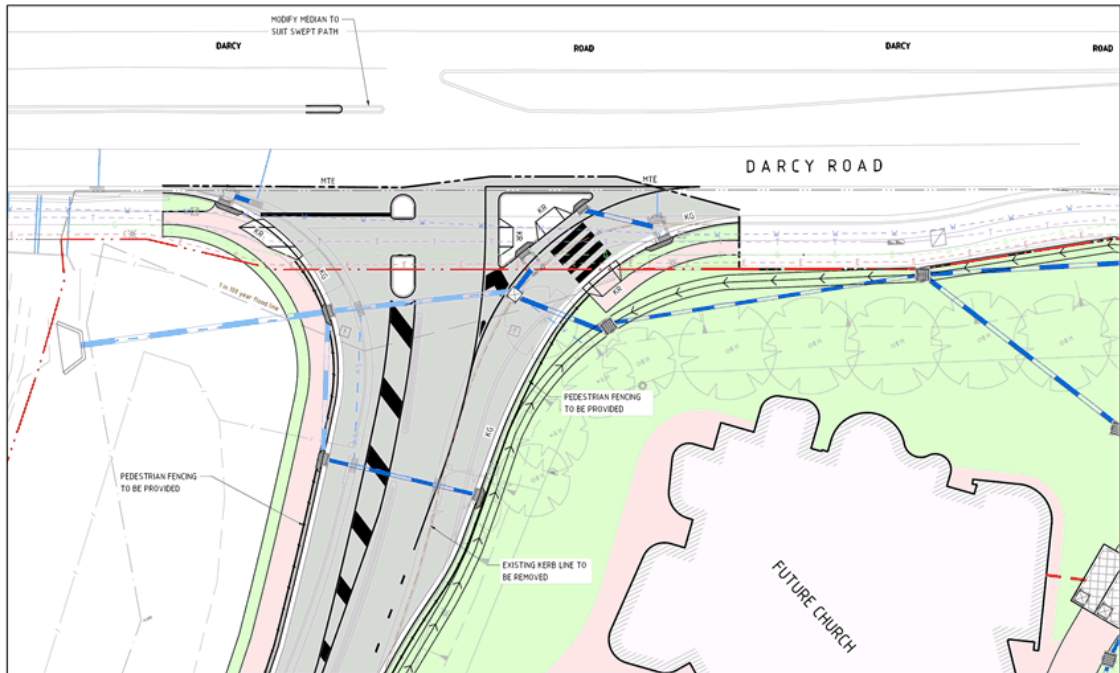 MODIFY MEDIAN TO
SUIT SWEPT PATH
DARCY
ROAD
DARCY
ROAD
DARCY ROAD
MTE
MTE
KR
KG
KR
KR
KG
KR
KG
1 in 100 year flood line
PEDESTRIAN FENCING
TO BE PROVIDED
KG
PEDESTRIAN FENCING
TO BE PROVIDED
EXISTING KERB LINE TO
BE REMOVED
FUTURE CHURCH